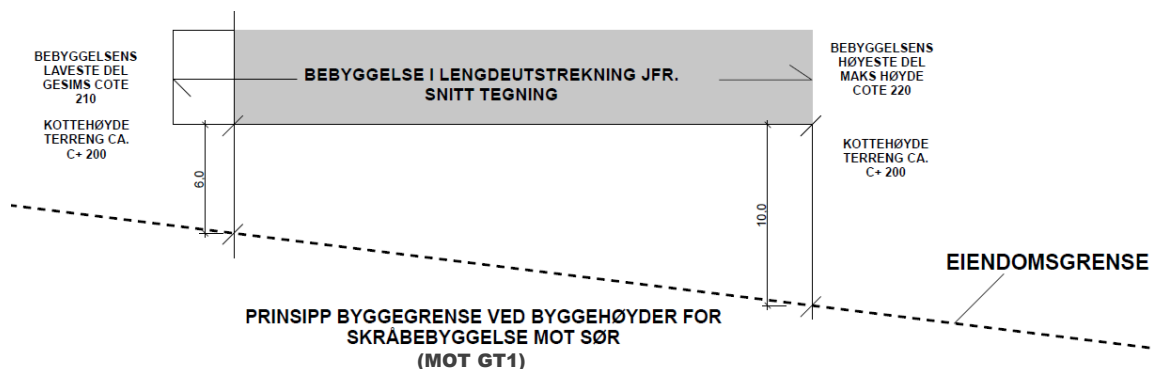 BEBYGGELSENS
LAVESTE DEL
GESIMS COTE
210
KOTTEHØYDE
TERRENG CA.
C+ 200
BEBYGGELSE I LENGDEUTSTREKNING JFR.
SNITT TEGNING
BEBYGGELSENS
HØYESTE DEL
MAKS HØYDE
COTE 220
KOTTEHØYDE
TERRENG CA.
C+ 200
6.0
10.0
EIENDOMSGRENSE
PRINSIPP BYGGEGRENSE VED BYGGEHØYDER FOR
SKRÅBEBYGGELSE MOT SØR
(MOT GT1)